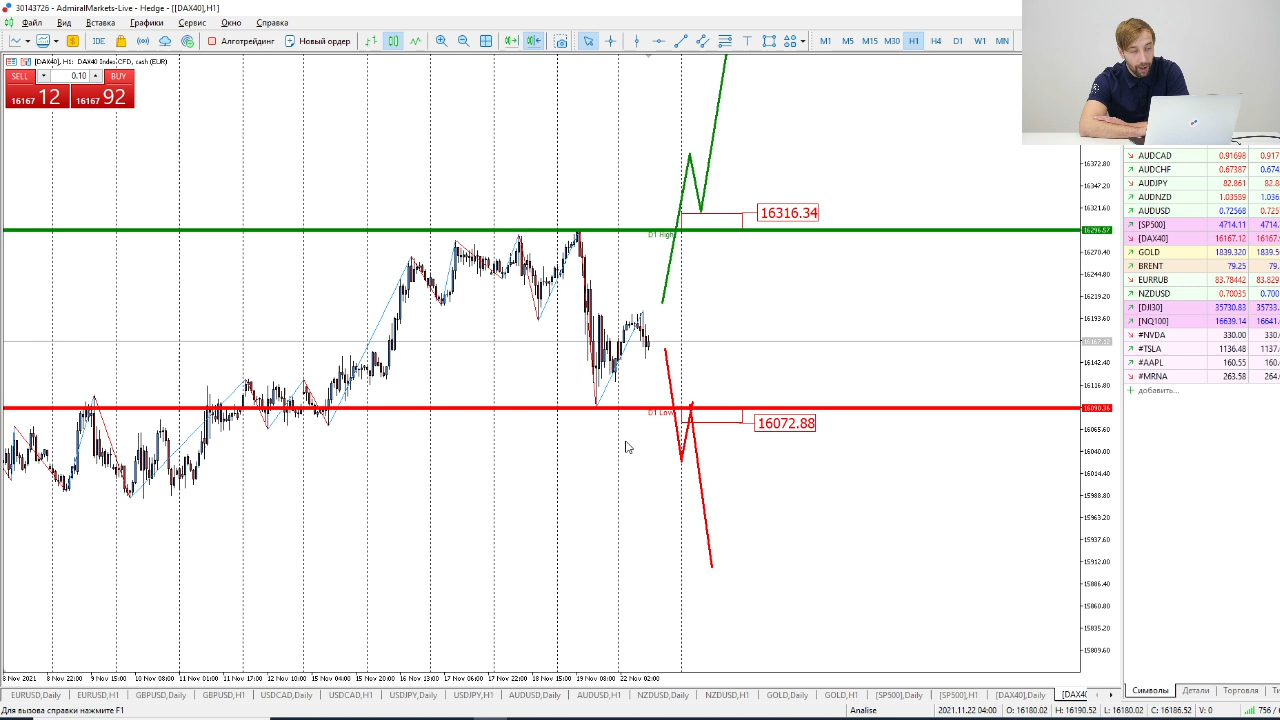 30143726 - AdmiralMarkets-Live - Hedge - [[DAX40],H1]
Файл Вид Вставка Графики Сервис Окно Справка
IDE Алготрейдинг Новый ордер M1 M5 M15 M30 H1 H4 D1 W1 MN
[DAX40], H1: DAX40 Index CFD, cash (EUR)
SELL 0.10 BUY
16167 12 16167 92
16372.80
16347.20
16321.60
16316.34
16296.57
D1 High
16270.40
16244.80
16219.20
16193.60
16167.12
16142.40
16116.80
16090.36
D1 Low
16072.88
16065.60
16040.00
16014.40
15988.80
15963.20
15937.60
15912.00
15886.40
15860.80
15835.20
15809.60
8 Nov 2021 8 Nov 22:00 9 Nov 15:00 10 Nov 08:00 11 Nov 01:00 11 Nov 17:00 12 Nov 10:00 15 Nov 04:00 15 Nov 20:00 16 Nov 13:00 17 Nov 06:00 17 Nov 22:00 18 Nov 15:00 19 Nov 08:00 22 Nov 02:00
AUDCAD 0.91698 0.917
AUDCHF 0.67387 0.674
AUDJPY 82.861 82.8
AUDNZD 1.03589 1.036
AUDUSD 0.72568 0.725
[SP500] 4714.11 4714.
[DAX40] 16167.12 16167.
GOLD 1839.320 1839.5
BRENT 79.25 79.
EURRUB 83.78442 83.829
NZDUSD 0.70035 0.700
[DJI30] 35730.83 35733.
[NQ100] 16639.14 16641.
#NVDA 330.00 330.
#TSLA 1136.48 1137.
#AAPL 160.55 160.
#MRNA 263.58 264.
добавить...
EURUSD,Daily EURUSD,H1 GBPUSD,Daily GBPUSD,H1 USDCAD,Daily USDCAD,H1 USDJPY,Daily USDJPY,H1 AUDUSD,Daily AUDUSD,H1 NZDUSD,Daily NZDUSD,H1 GOLD,Daily GOLD,H1 [SP500],Daily [SP500],H1 [DAX40],Daily [DAX40
Символы Детали Торговля
Для вызова справки нажмите F1 Analise 2021.11.22 04:00 O: 16180.02 H: 16190.52 L: 16180.02 C: 16186.52 V: 0 756 /